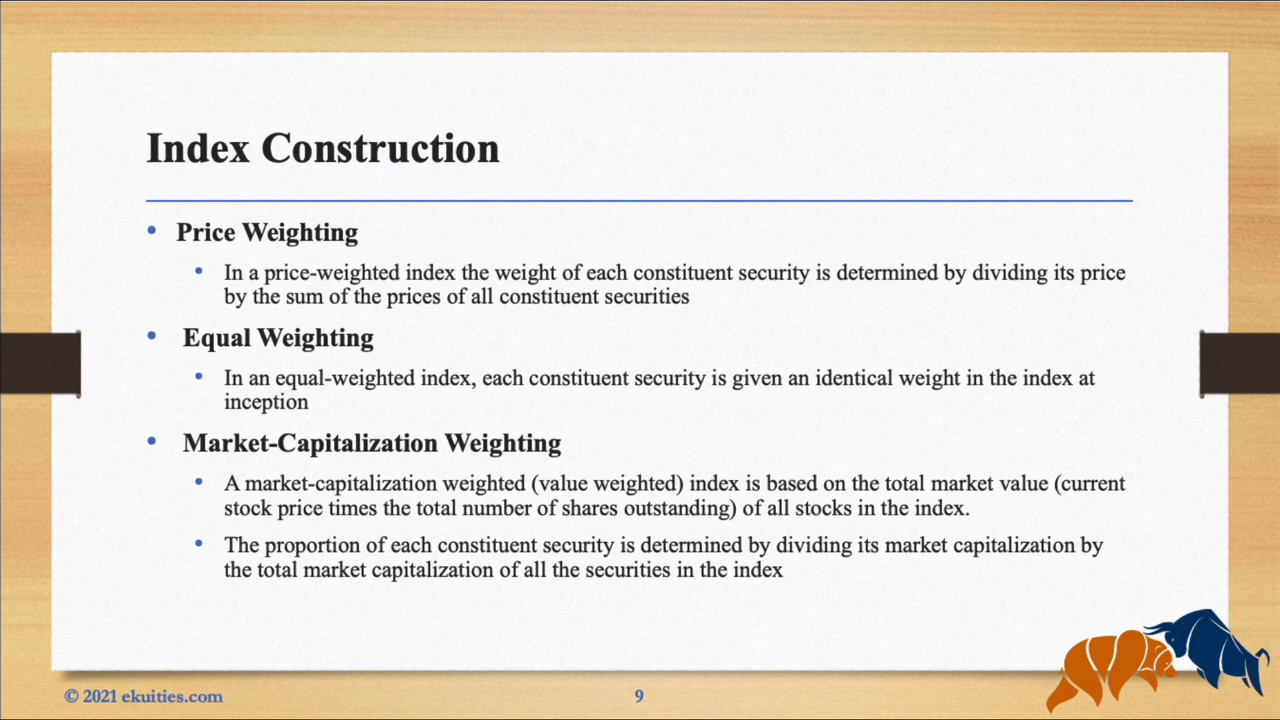 Index Construction
• Price Weighting
• In a price-weighted index the weight of each constituent security is determined by dividing its price
by the sum of the prices of all constituent securities
• Equal Weighting
• In an equal-weighted index, each constituent security is given an identical weight in the index at
inception
• Market-Capitalization Weighting
• A market-capitalization weighted (value weighted) index is based on the total market value (current
stock price times the total number of shares outstanding) of all stocks in the index.
• The proportion of each constituent security is determined by dividing its market capitalization by
the total market capitalization of all the securities in the index
© 2021 ekuities.com
9